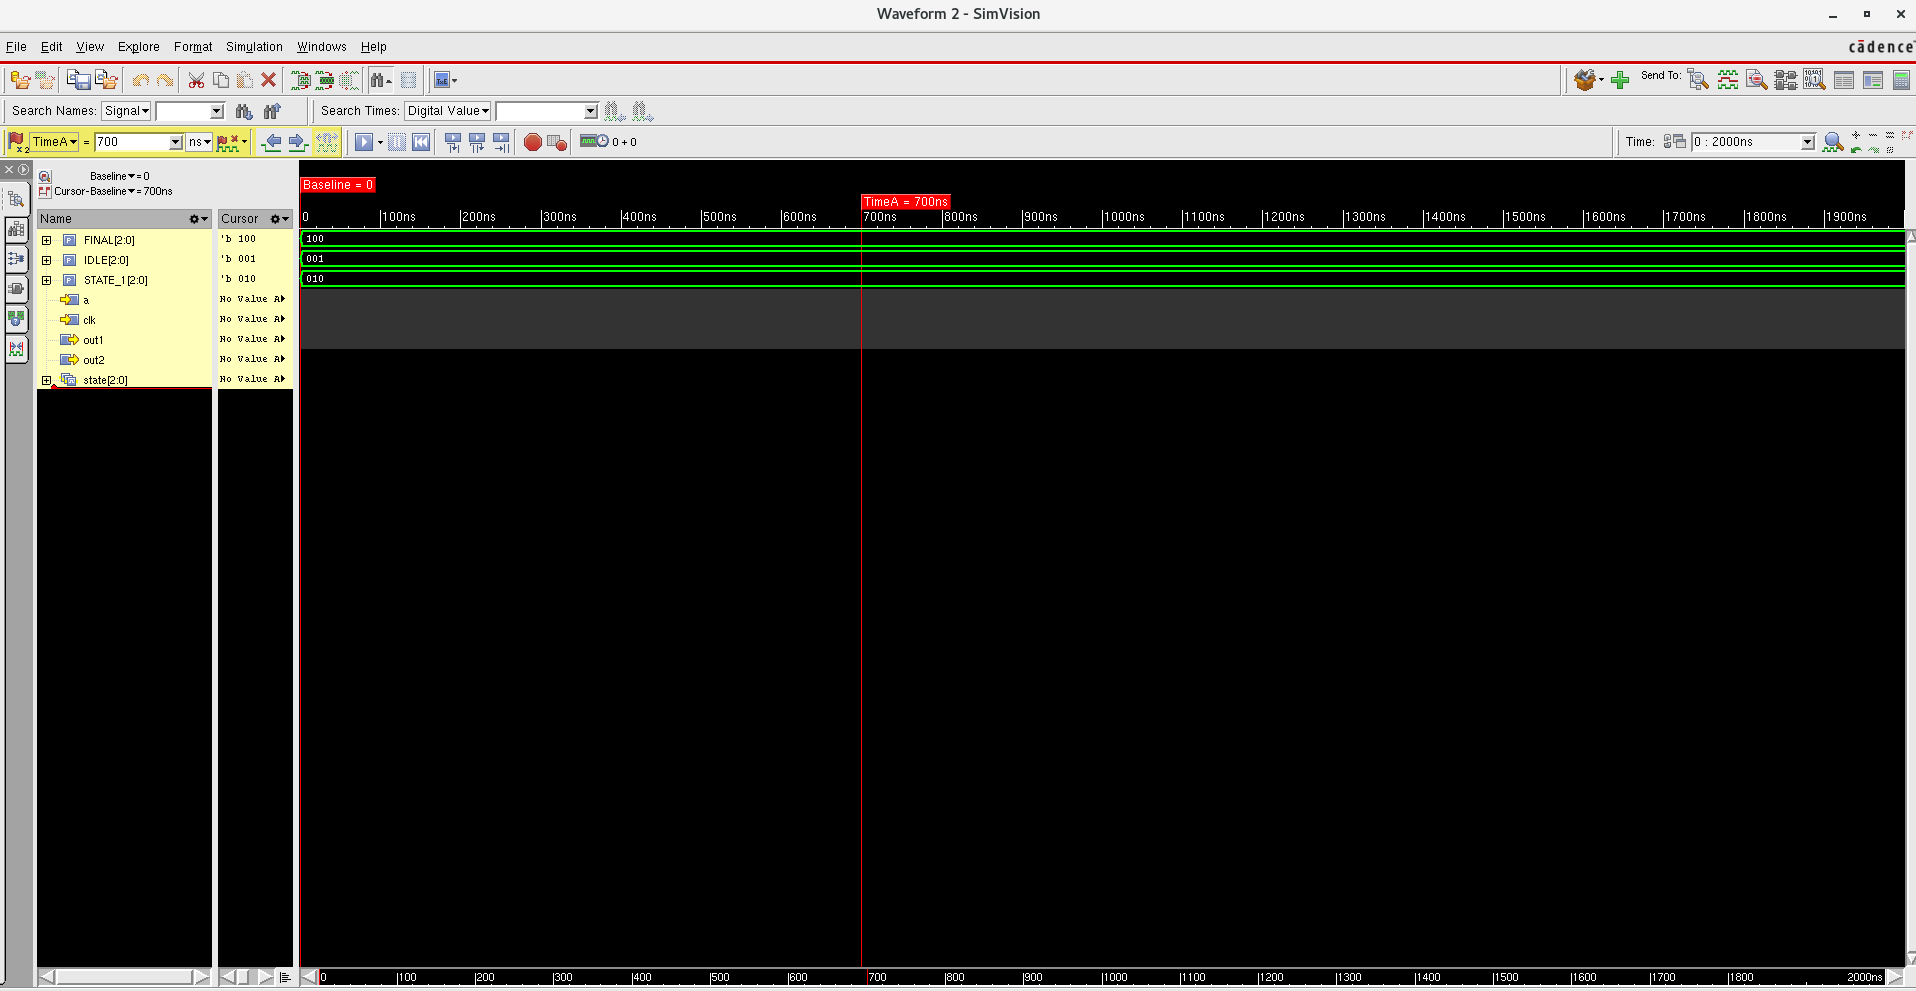 Waveform 2 - SimVision
File Edit View Explore Format Simulation Windows Help
cādence
Send To:
Search Names: Signal Search Times: Digital Value
x2 TimeA = 700 ns 0 + 0 Time: 0 : 2000ns
Baseline = 0
Cursor-Baseline = 700ns
Baseline = 0
TimeA = 700ns
Name Cursor 0 100ns 200ns 300ns 400ns 500ns 600ns 700ns 800ns 900ns 1000ns 1100ns 1200ns 1300ns 1400ns 1500ns 1600ns 1700ns 1800ns 1900ns
FINAL[2:0] 'b 100 100
IDLE[2:0] 'b 001 001
STATE_1[2:0] 'b 010 010
a No Value A
clk No Value A
out1 No Value A
out2 No Value A
state[2:0] No Value A
0 100 200 300 400 500 600 700 800 900 1000 1100 1200 1300 1400 1500 1600 1700 1800 2000ns